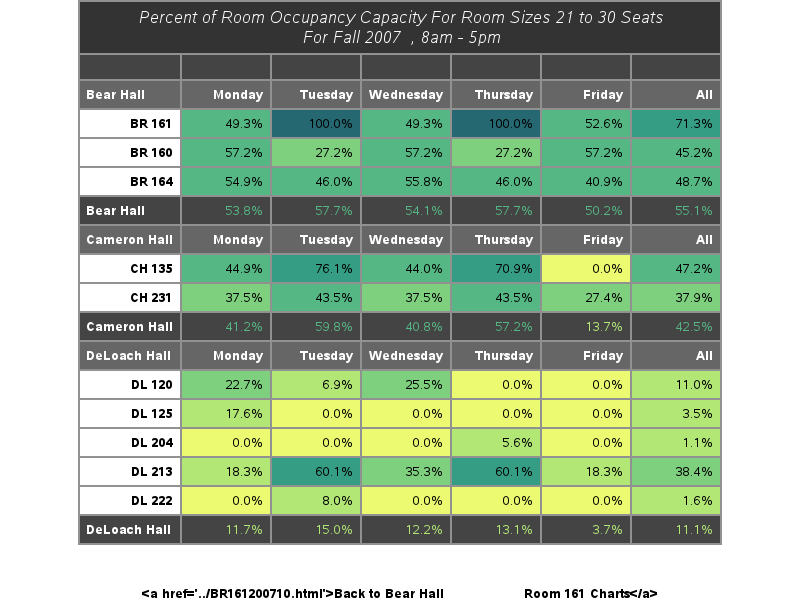 Percent of Room Occupancy Capacity For Room Sizes 21 to 30 Seats
For Fall 2007 , 8am - 5pm
Bear Hall Monday Tuesday Wednesday Thursday Friday All
BR 161 49.3% 100.0% 49.3% 100.0% 52.6% 71.3%
BR 160 57.2% 27.2% 57.2% 27.2% 57.2% 45.2%
BR 164 54.9% 46.0% 55.8% 46.0% 40.9% 48.7%
Bear Hall 53.8% 57.7% 54.1% 57.7% 50.2% 55.1%
Cameron Hall Monday Tuesday Wednesday Thursday Friday All
CH 135 44.9% 76.1% 44.0% 70.9% 0.0% 47.2%
CH 231 37.5% 43.5% 37.5% 43.5% 27.4% 37.9%
Cameron Hall 41.2% 59.8% 40.8% 57.2% 13.7% 42.5%
DeLoach Hall Monday Tuesday Wednesday Thursday Friday All
DL 120 22.7% 6.9% 25.5% 0.0% 0.0% 11.0%
DL 125 17.6% 0.0% 0.0% 0.0% 0.0% 3.5%
DL 204 0.0% 0.0% 0.0% 5.6% 0.0% 1.1%
DL 213 18.3% 60.1% 35.3% 60.1% 18.3% 38.4%
DL 222 0.0% 8.0% 0.0% 0.0% 0.0% 1.6%
DeLoach Hall 11.7% 15.0% 12.2% 13.1% 3.7% 11.1%
<a href='../BR161200710.html'>Back to Bear Hall Room 161 Charts</a>